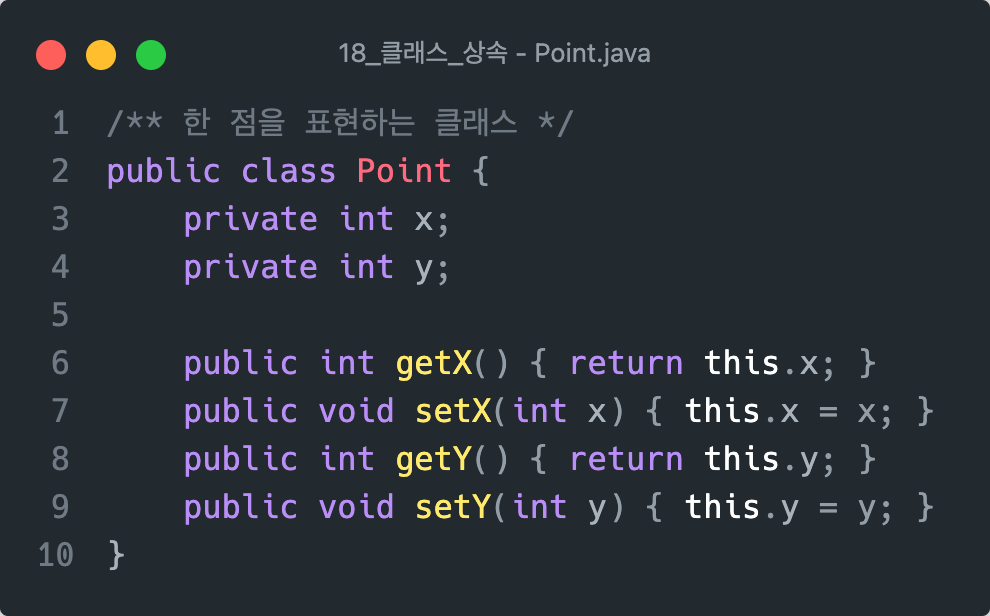 18_클래스_상속 - Point.java
1 /** 한 점을 표현하는 클래스 */
2 public class Point {
3     private int x;
4     private int y;
5
6     public int getX() { return this.x; }
7     public void setX(int x) { this.x = x; }
8     public int getY() { return this.y; }
9     public void setY(int y) { this.y = y; }
10 }